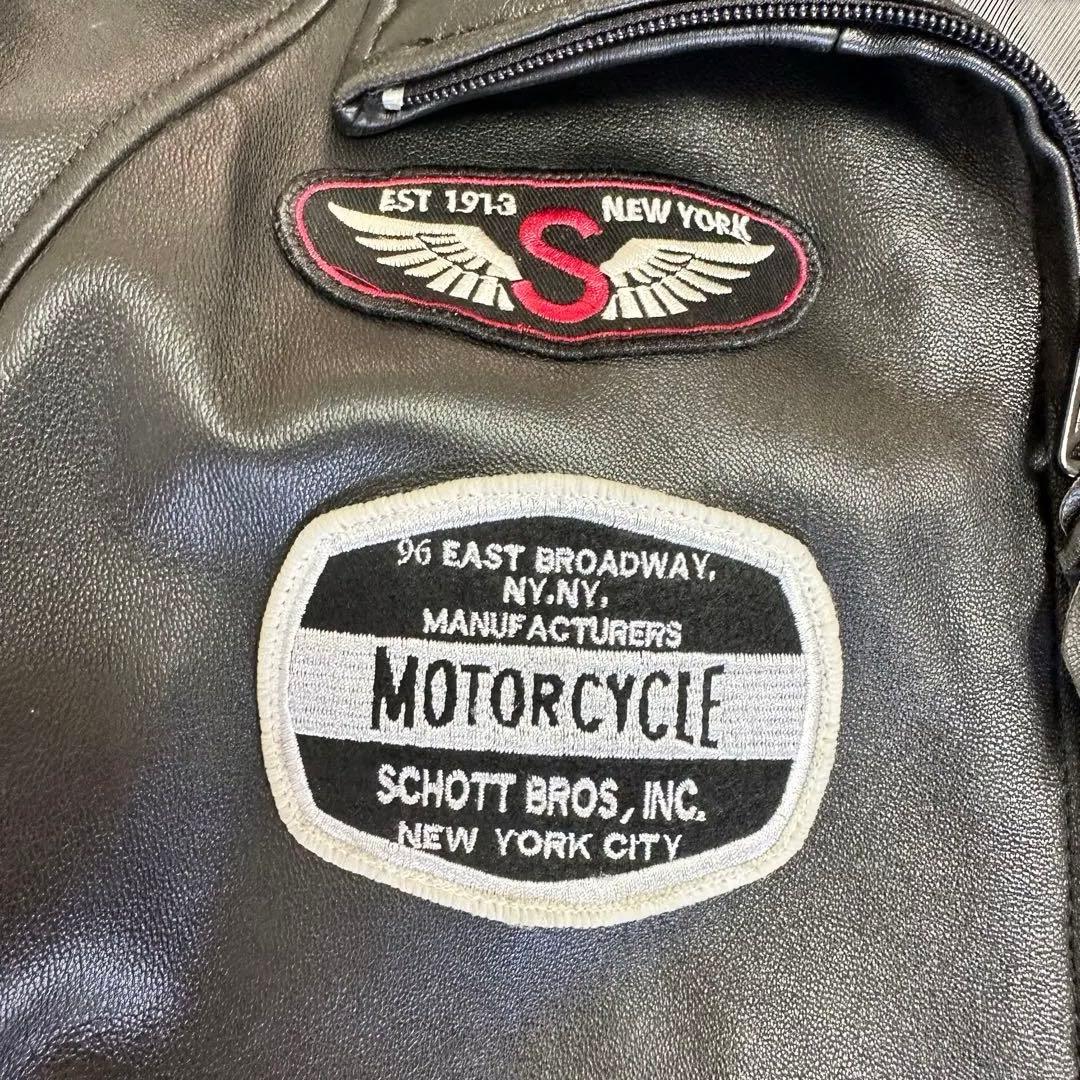 EST 1913 S NEW YORK
96 EAST BROADWAY,
NY.NY,
MANUFACTURERS
MOTORCYCLE
SCHOTT BROS, INC.
NEW YORK CITY